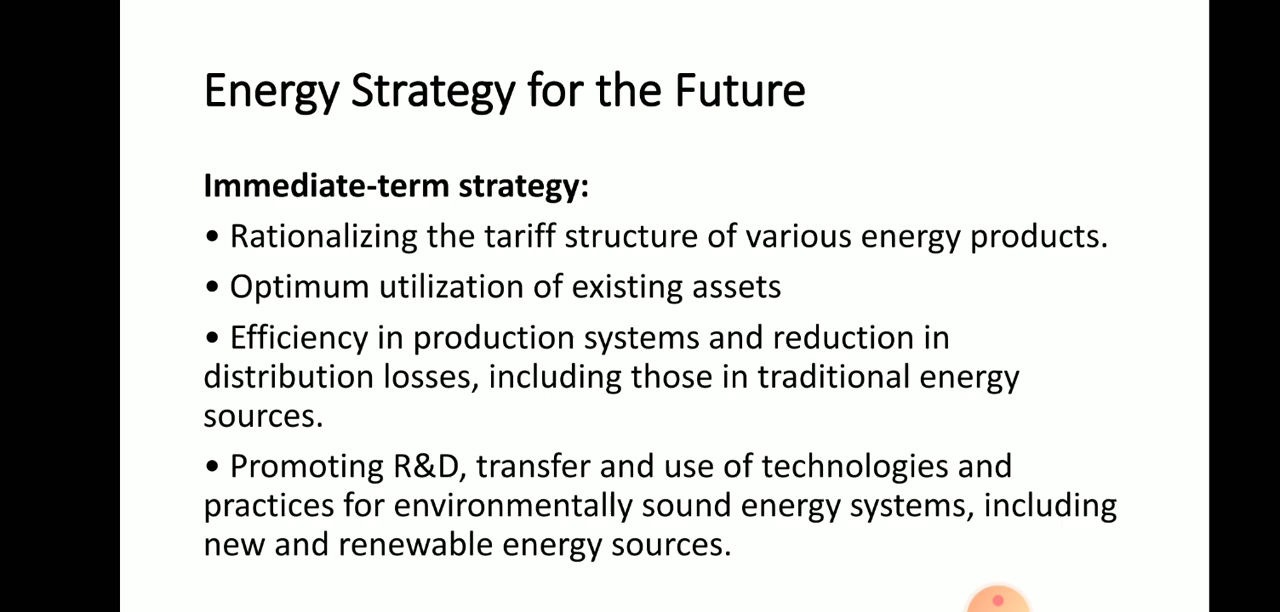 Energy Strategy for the Future
Immediate-term strategy:
• Rationalizing the tariff structure of various energy products.
• Optimum utilization of existing assets
• Efficiency in production systems and reduction in
distribution losses, including those in traditional energy
sources.
• Promoting R&D, transfer and use of technologies and
practices for environmentally sound energy systems, including
new and renewable energy sources.